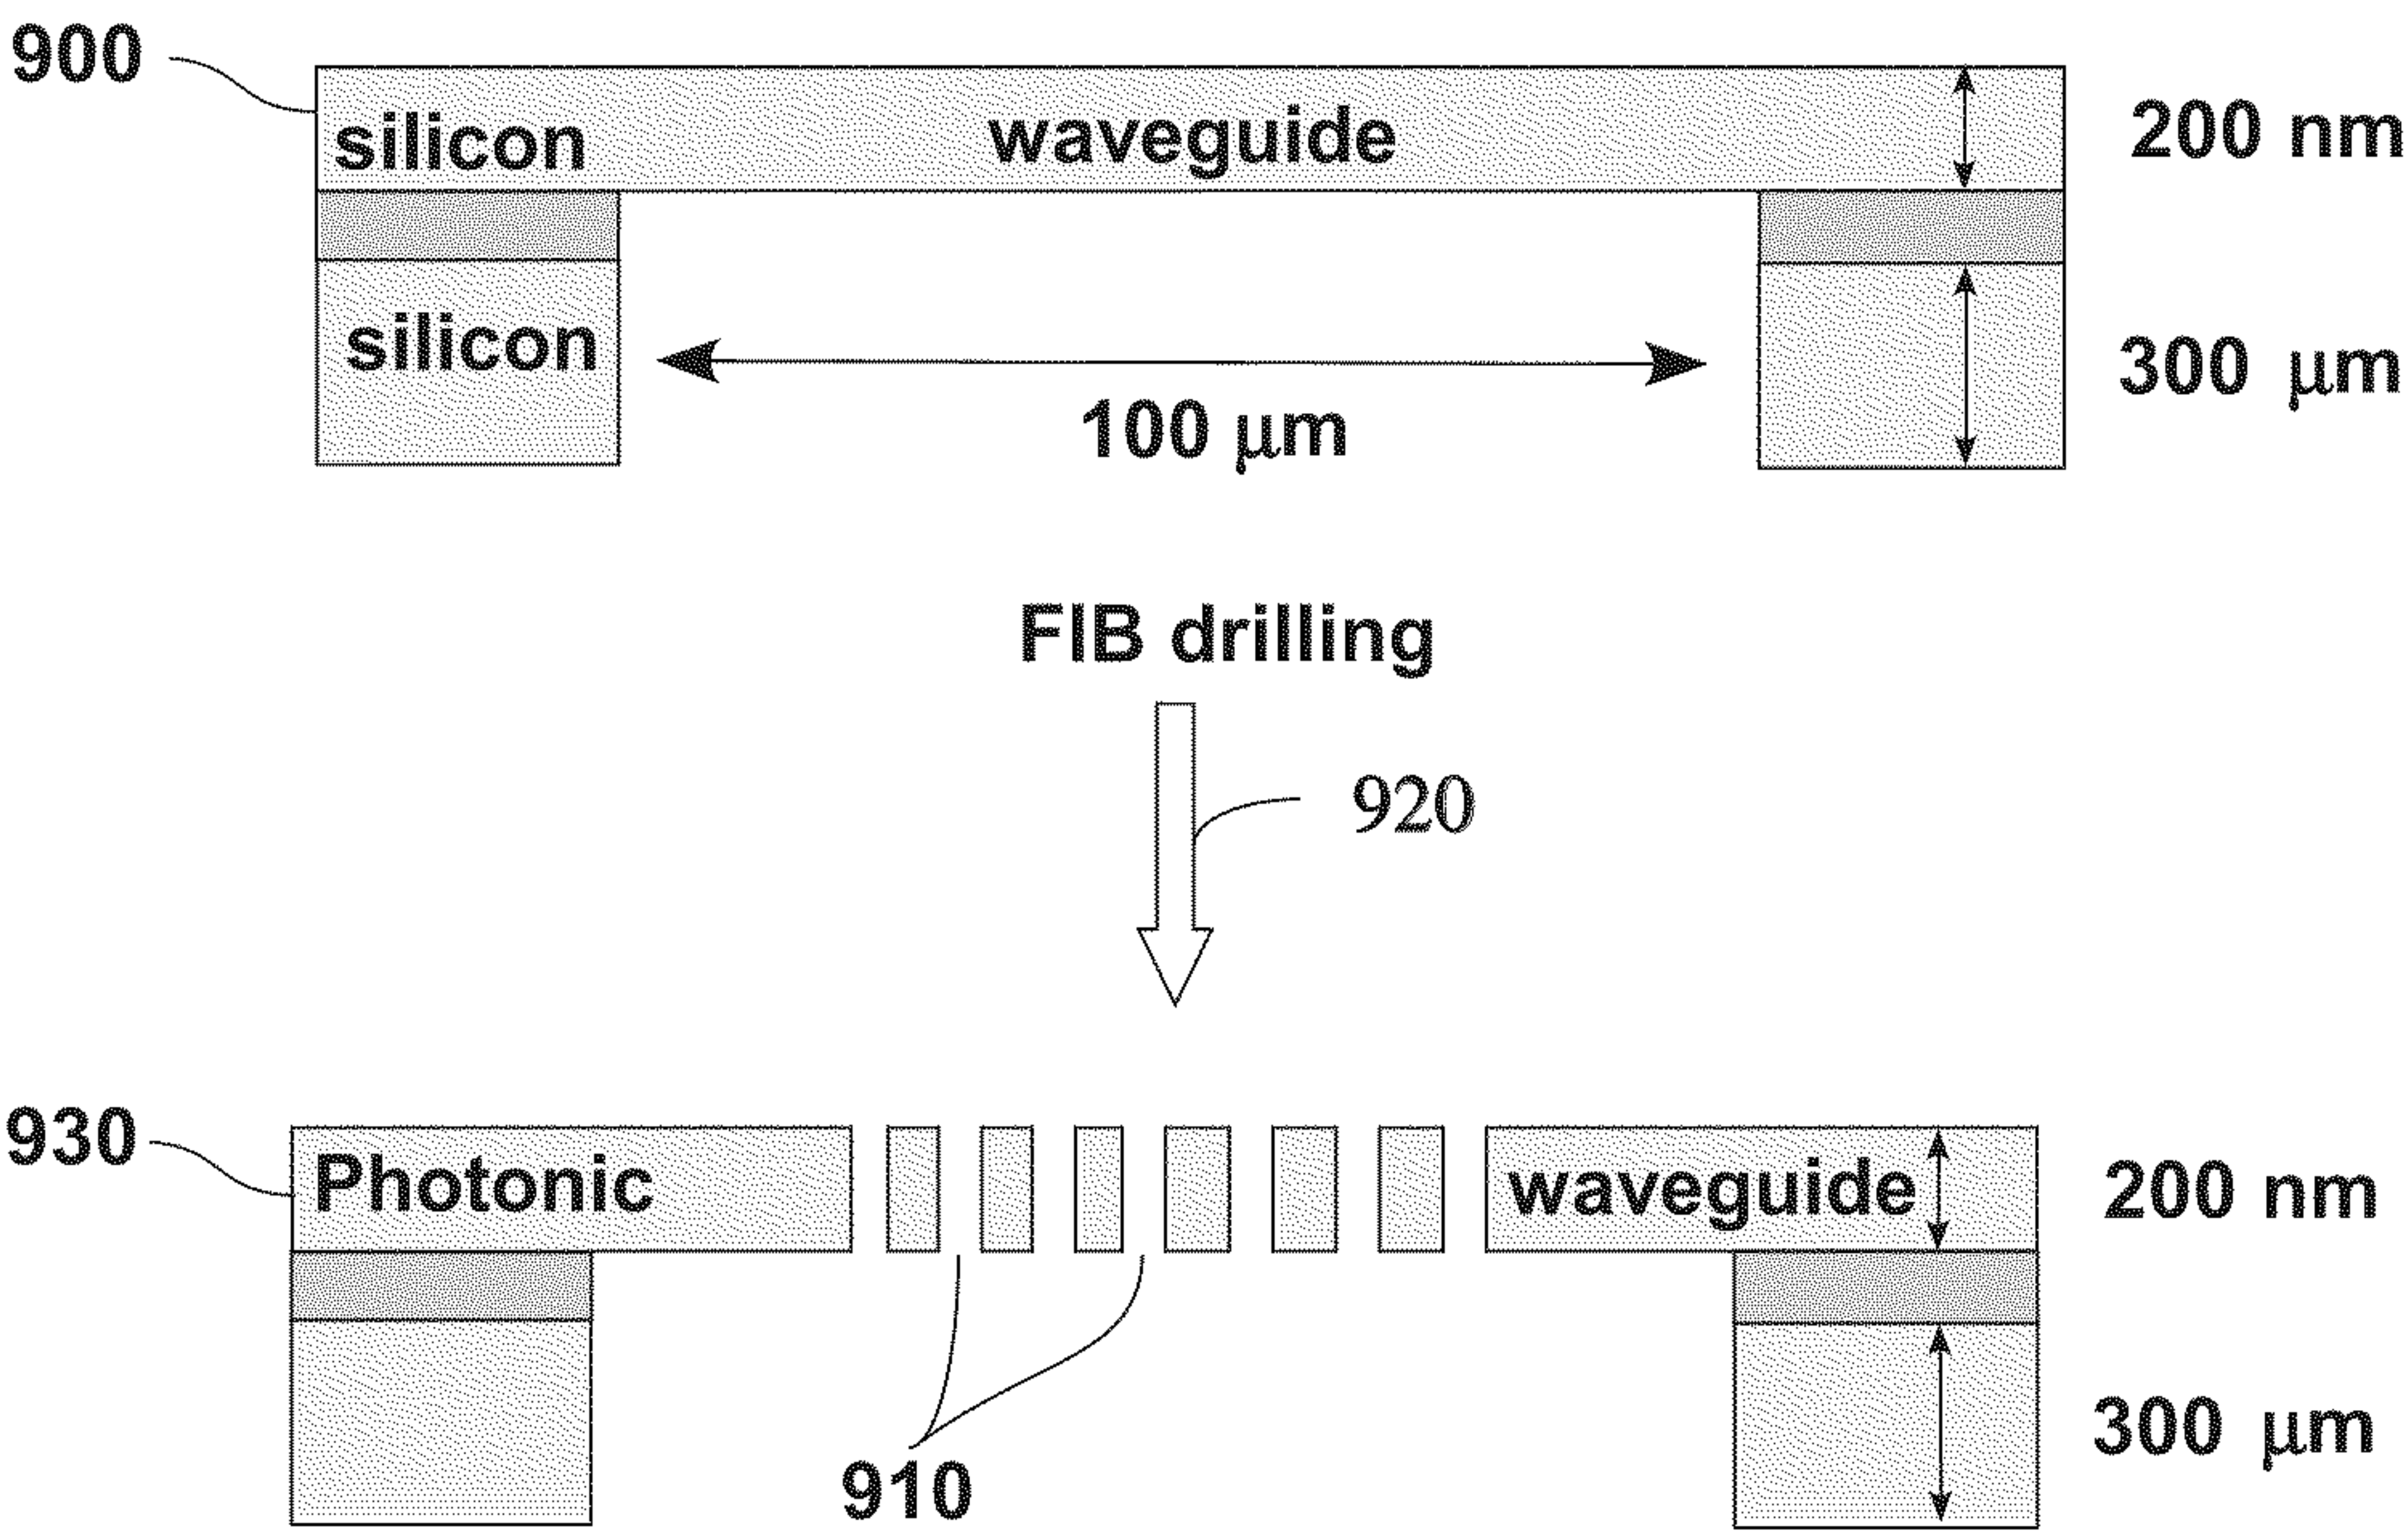 900
silicon
waveguide
200 nm
silicon
100 μm
300 μm
FIB drilling
920
930
Photonic
waveguide
200 nm
910
300 μm